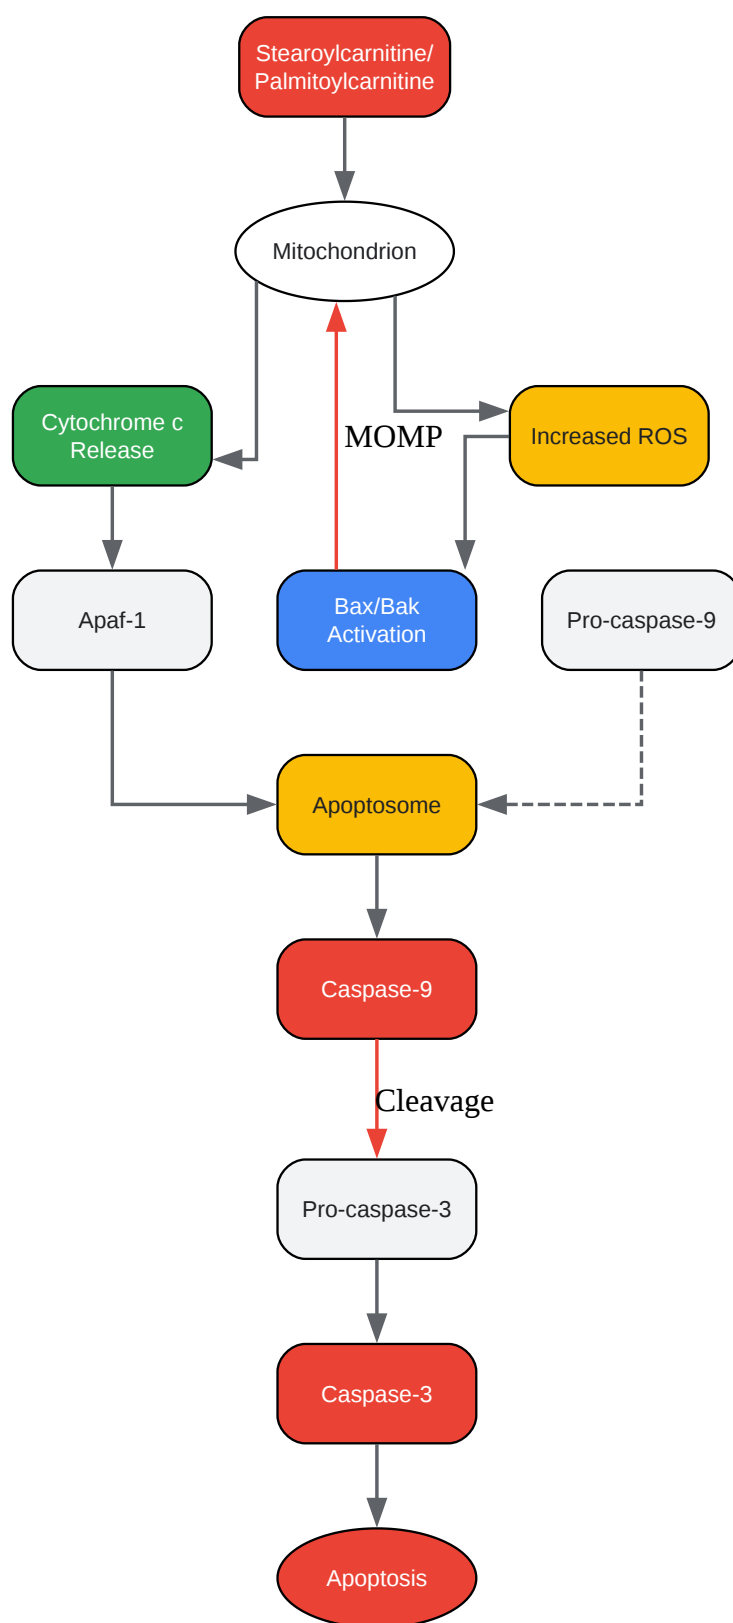 Stearoylcarnitine/
Palmitoylcarnitine
Mitochondrion
Cytochrome c
Release
MOMP
Increased ROS
Apaf-1
Bax/Bak
Activation
Pro-caspase-9
Apoptosome
Caspase-9
Cleavage
Pro-caspase-3
Caspase-3
Apoptosis